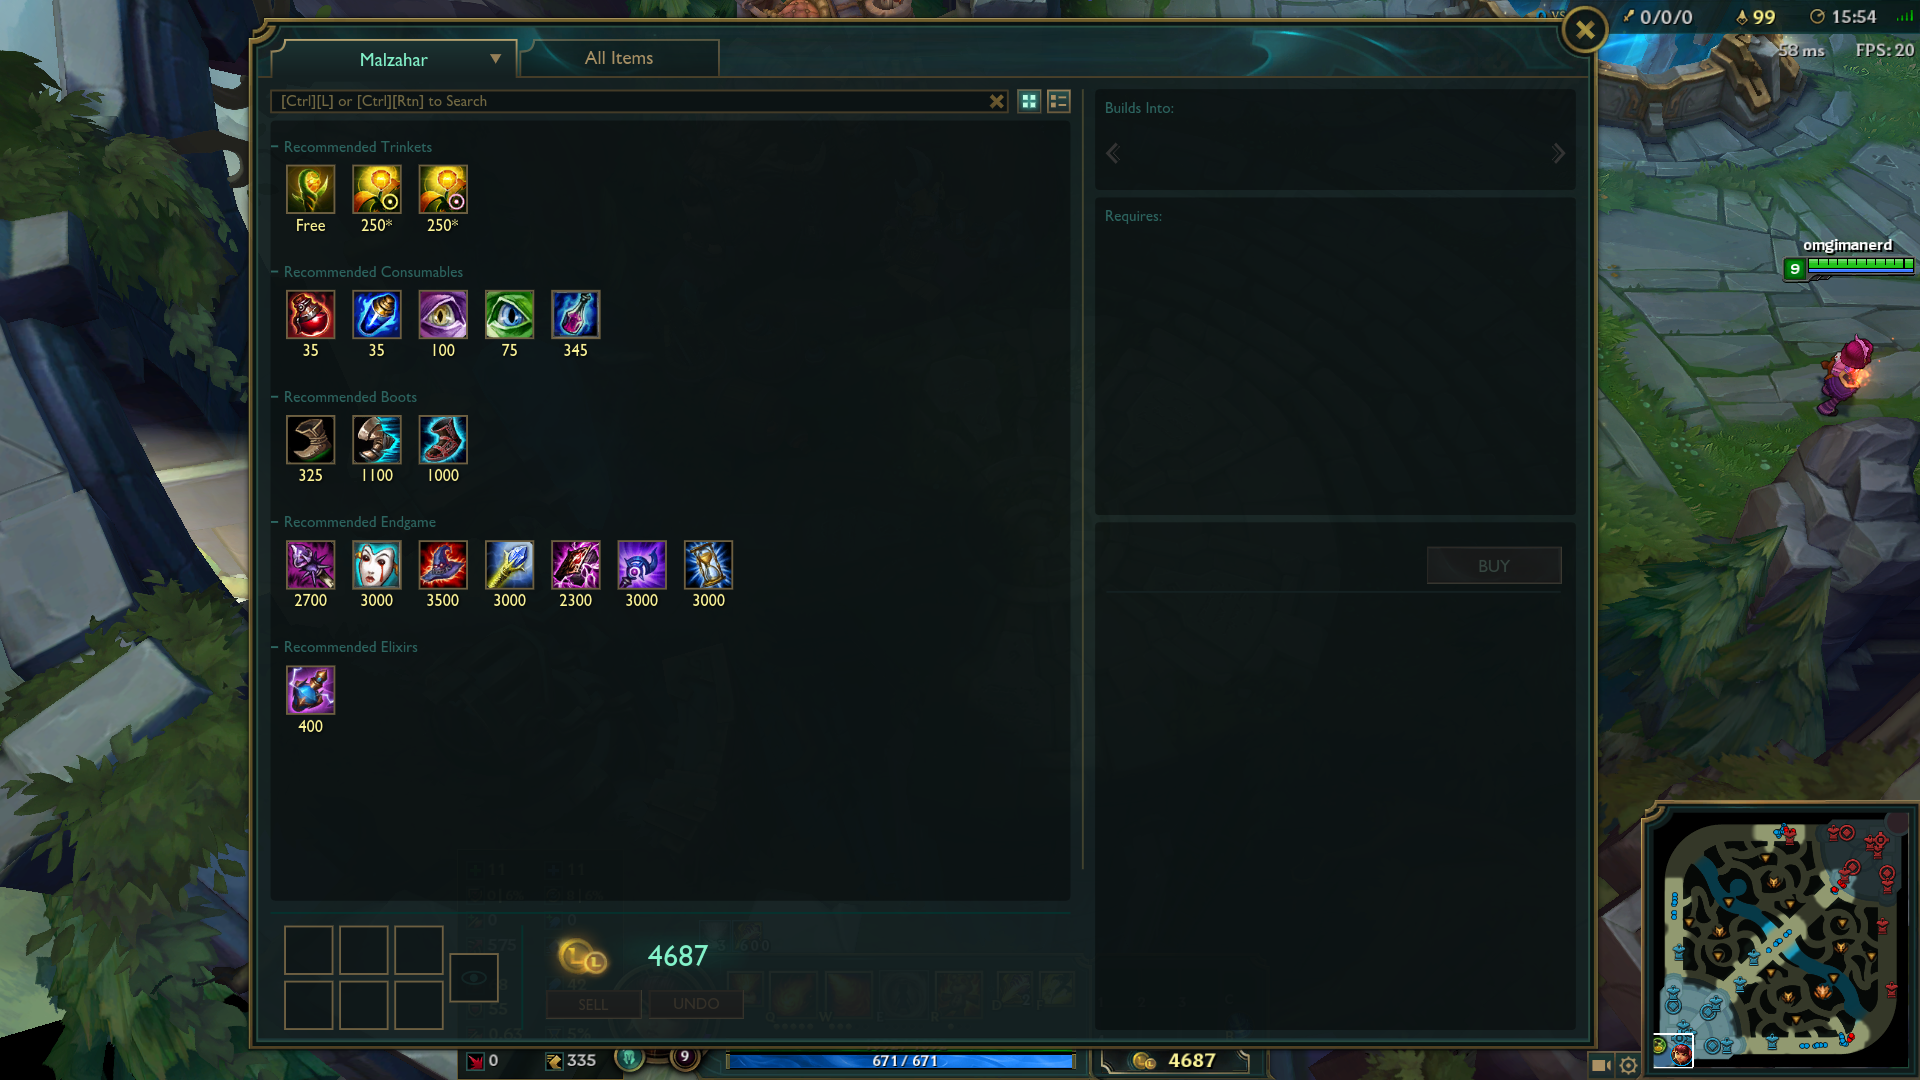 Malzahar
All Items
0/0/0
99
15:54
58 ms
FPS: 20
[Ctrl][L] or [Ctrl][Rtn] to Search
Recommended Trinkets
Free
250*
250*
Recommended Consumables
35
35
100
75
345
Recommended Boots
325
1100
1000
Recommended Endgame
2700
3000
3500
3000
2300
3000
3000
Recommended Elixirs
400
Builds Into:
Requires:
BUY
omgimanerd
9
4687
SELL
UNDO
0
335
9
671 / 671
4687